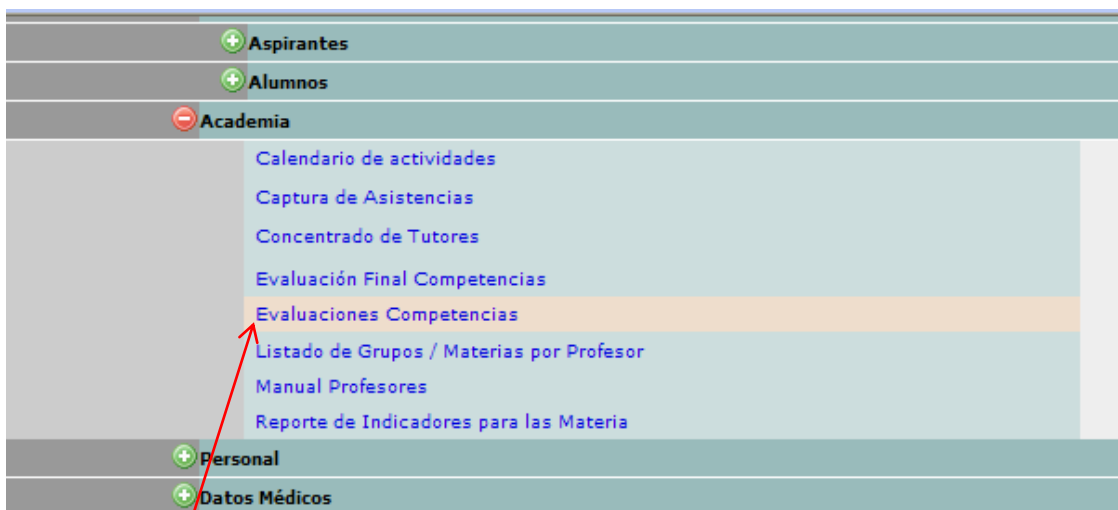 Aspirantes
Alumnos
Academia
Calendario de actividades
Captura de Asistencias
Concentrado de Tutores
Evaluación Final Competencias
Evaluaciones Competencias
Listado de Grupos / Materias por Profesor
Manual Profesores
Reporte de Indicadores para las Materia
Personal
Datos Médicos